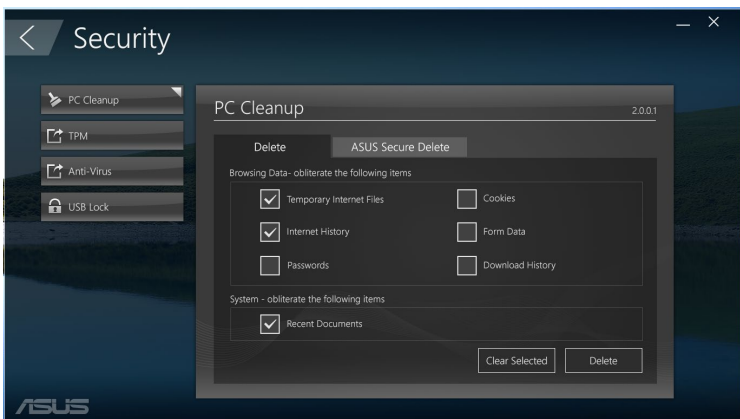 Security
PC Cleanup
TPM
Anti-Virus
USB Lock
PC Cleanup
2.0.0.1
Delete
ASUS Secure Delete
Browsing Data- obliterate the following items
Temporary Internet Files
Cookies
Internet History
Form Data
Passwords
Download History
System - obliterate the following items
Recent Documents
Clear Selected
Delete
ASUS